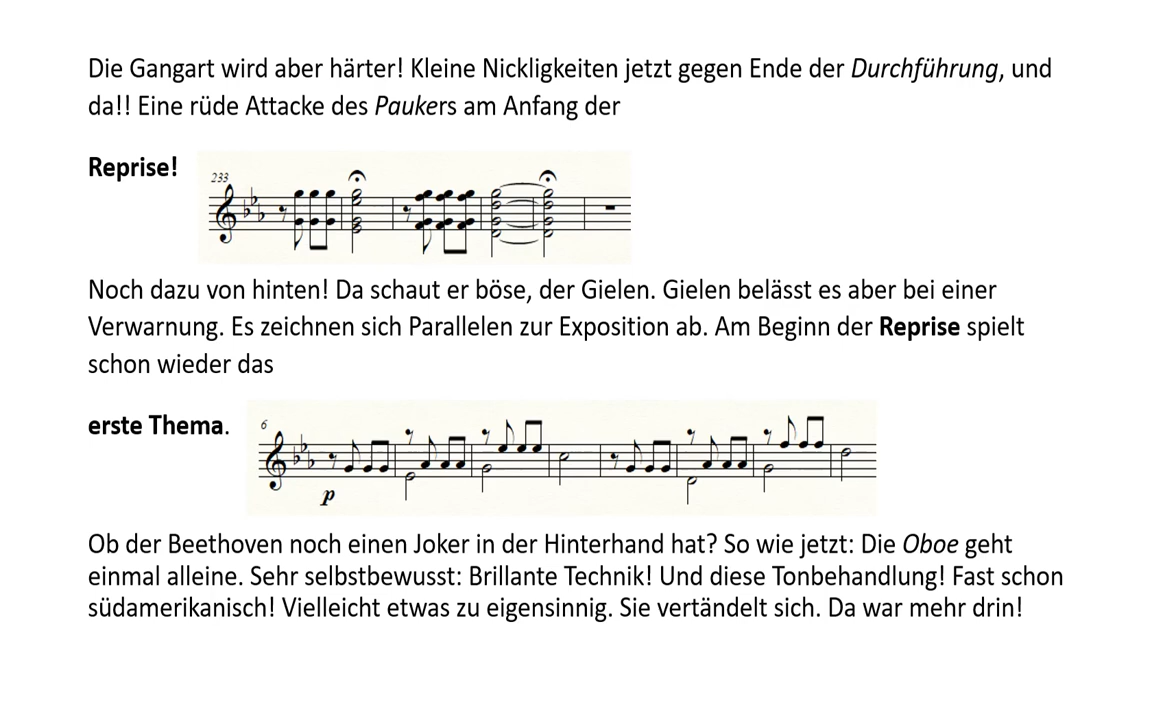 Die Gangart wird aber härter! Kleine Nickligkeiten jetzt gegen Ende der Durchführung, und
da!! Eine rüde Attacke des Paukers am Anfang der
Reprise!
233
Noch dazu von hinten! Da schaut er böse, der Gielen. Gielen belässt es aber bei einer
Verwarnung. Es zeichnen sich Parallelen zur Exposition ab. Am Beginn der Reprise spielt
schon wieder das
erste Thema.
6
p
Ob der Beethoven noch einen Joker in der Hinterhand hat? So wie jetzt: Die Oboe geht
einmal alleine. Sehr selbstbewusst: Brillante Technik! Und diese Tonbehandlung! Fast schon
südamerikanisch! Vielleicht etwas zu eigensinnig. Sie vertändelt sich. Da war mehr drin!